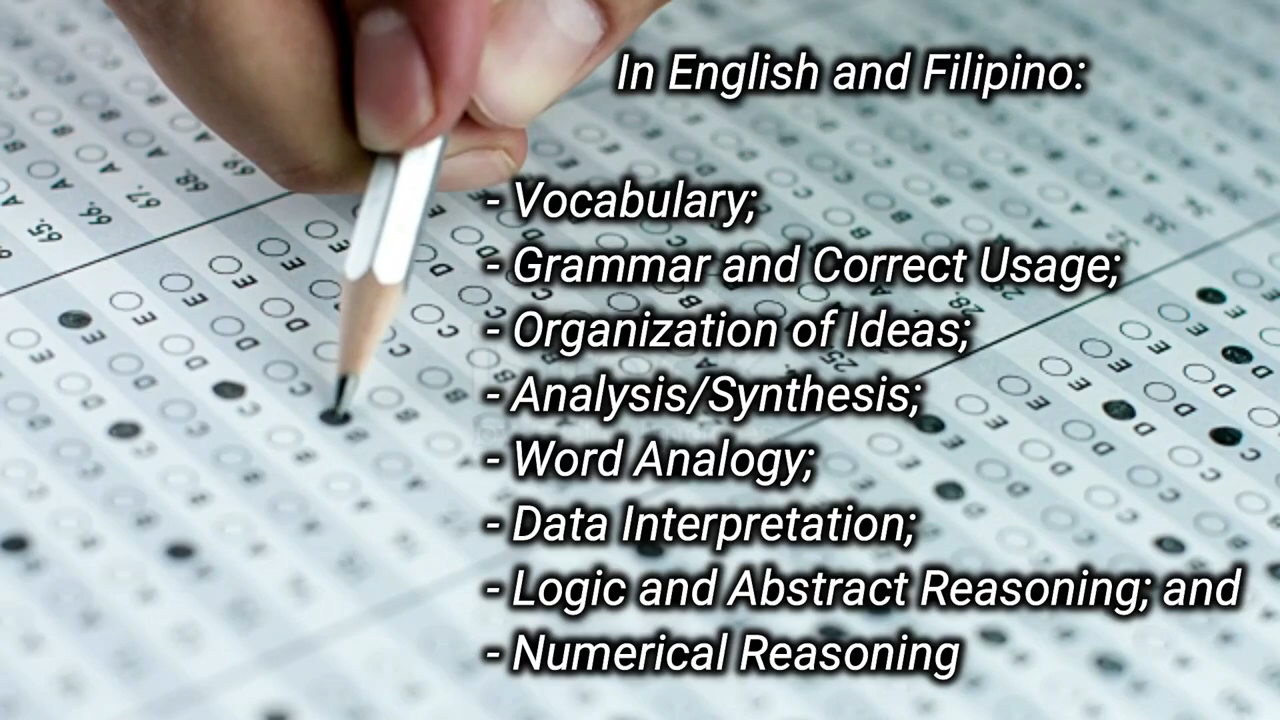 In English and Filipino:
- Vocabulary;
- Grammar and Correct Usage;
- Organization of Ideas;
- Analysis/Synthesis;
- Word Analogy;
- Data Interpretation;
- Logic and Abstract Reasoning; and
- Numerical Reasoning